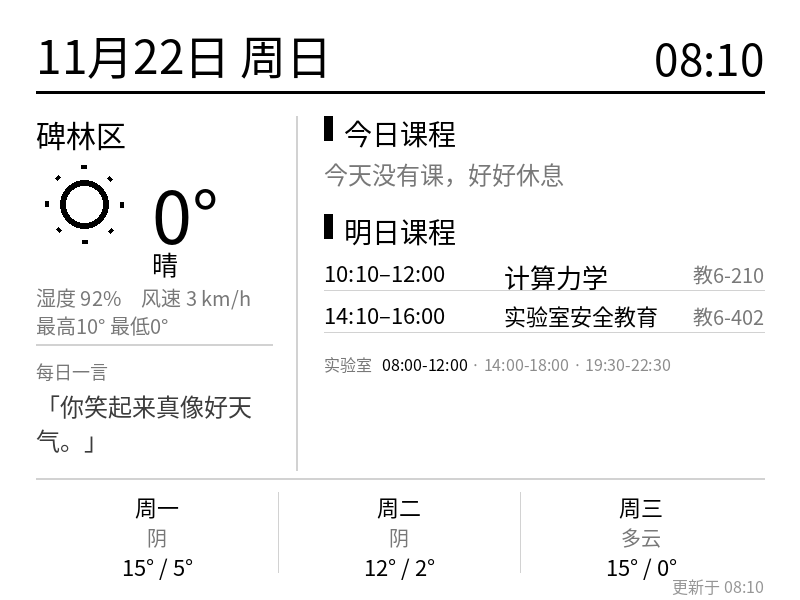 11月22日 周日
08:10
碑林区
0°
晴
湿度 92% 风速 3 km/h
最高10° 最低0°
每日一言
「你笑起来真像好天
气。」
今日课程
今天没有课，好好休息
明日课程
10:10–12:00 计算力学 教6-210
14:10–16:00 实验室安全教育 教6-402
实验室 08:00-12:00 · 14:00-18:00 · 19:30-22:30
周一
阴
15° / 5°
周二
阴
12° / 2°
周三
多云
15° / 0°
更新于 08:10